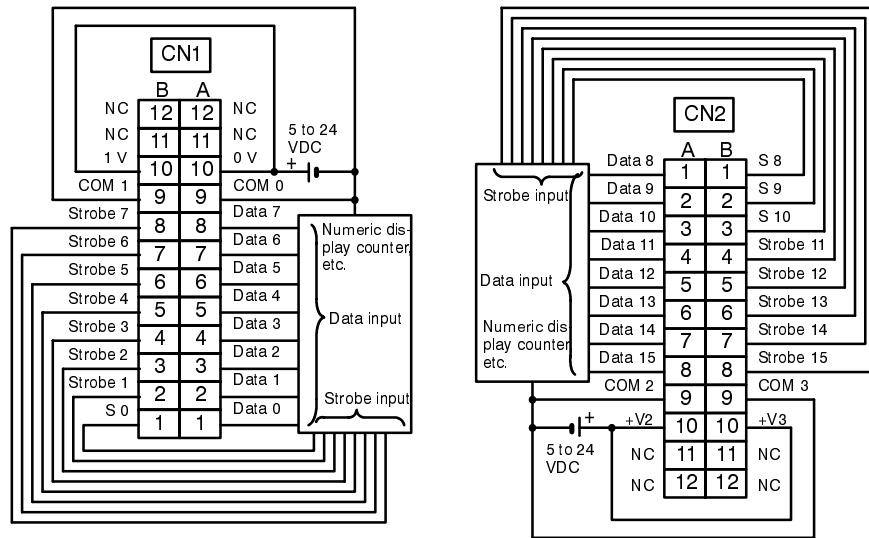 CN1
B A
NC 12 12 NC
NC 11 11 NC
1 V 10 10 0 V
5 to 24
VDC
+
COM 1 9 9 COM 0
Strobe 7 8 8 Data 7
Strobe 6 7 7 Data 6
Strobe 5 6 6 Data 5
Strobe 4 5 5 Data 4
Strobe 3 4 4 Data 3
Strobe 2 3 3 Data 2
Strobe 1 2 2 Data 1
S 0 1 1 Data 0
Numeric dis-
play counter,
etc.
Data input
Strobe input
CN2
A B
Data 8 1 1 S 8
Data 9 2 2 S 9
Data 10 3 3 S 10
Data 11 4 4 Strobe 11
Data 12 5 5 Strobe 12
Data 13 6 6 Strobe 13
Data 14 7 7 Strobe 14
Data 15 8 8 Strobe 15
COM 2 9 9 COM 3
+V2 10 10 +V3
NC 11 11 NC
NC 12 12 NC
Strobe input
Data input
Numeric dis-
play counter
etc.
+
5 to 24
VDC